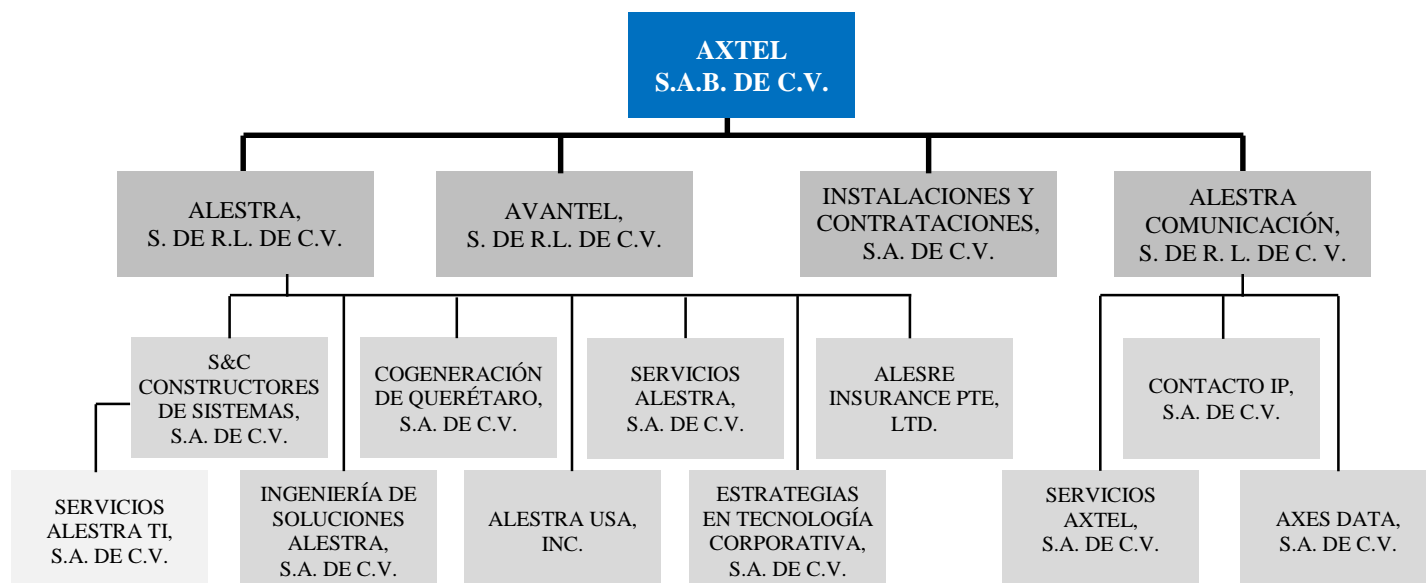 AXTEL
S.A.B. DE C.V.
ALESTRA,
S. DE R.L. DE C.V.
AVANTEL,
S. DE R.L. DE C.V.
INSTALACIONES Y
CONTRATACIONES,
S.A. DE C.V.
ALESTRA
COMUNICACIÓN,
S. DE R. L. DE C. V.
S&C
CONSTRUCTORES
DE SISTEMAS,
S.A. DE C.V.
COGENERACIÓN
DE QUERÉTARO,
S.A. DE C.V.
SERVICIOS
ALESTRA,
S.A. DE C.V.
ALESRE
INSURANCE PTE,
LTD.
CONTACTO IP,
S.A. DE C.V.
SERVICIOS
ALESTRA TI,
S.A. DE C.V.
INGENIERÍA DE
SOLUCIONES
ALESTRA,
S.A. DE C.V.
ALESTRA USA,
INC.
ESTRATEGIAS
EN TECNOLOGÍA
CORPORATIVA,
S.A. DE C.V.
SERVICIOS
AXTEL,
S.A. DE C.V.
AXES DATA,
S.A. DE C.V.